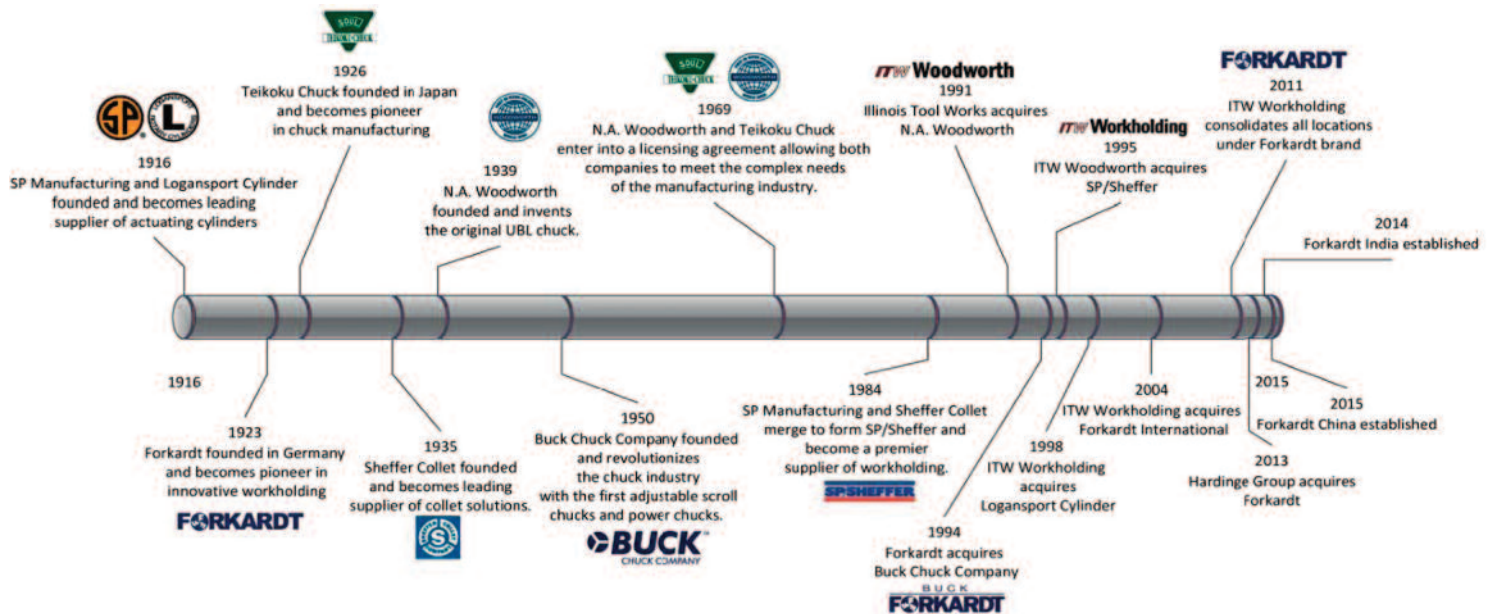 SOUL
TEIKOKU-CHUCK
1926
Teikoku Chuck founded in Japan
and becomes pioneer
in chuck manufacturing
SP
L
1916
SP Manufacturing and Logansport Cylinder
founded and becomes leading
supplier of actuating cylinders
1939
N.A. Woodworth
founded and invents
the original UBL chuck.
SOUL
TEIKOKU-CHUCK
1969
N.A. Woodworth and Teikoku Chuck
enter into a licensing agreement allowing both
companies to meet the complex needs
of the manufacturing industry.
ITW Woodworth
1991
Illinois Tool Works acquires
N.A. Woodworth
ITW Workholding
1995
ITW Woodworth acquires
SP/Sheffer
FORKARDT
2011
ITW Workholding
consolidates all locations
under Forkardt brand
2014
Forkardt India established
1916
1923
Forkardt founded in Germany
and becomes pioneer in
innovative workholding
FORKARDT
1935
Sheffer Collet founded
and becomes leading
supplier of collet solutions.
S
1950
Buck Chuck Company founded
and revolutionizes
the chuck industry
with the first adjustable scroll
chucks and power chucks.
BUCK™
CHUCK COMPANY
1984
SP Manufacturing and Sheffer Collet
merge to form SP/Sheffer and
become a premier
supplier of workholding.
SP/SHEFFER
1994
Forkardt acquires
Buck Chuck Company
BUCK
FORKARDT
1998
ITW Workholding
acquires
Logansport Cylinder
2004
ITW Workholding acquires
Forkardt International
2013
Hardinge Group acquires
Forkardt
2015
2015
Forkardt China established